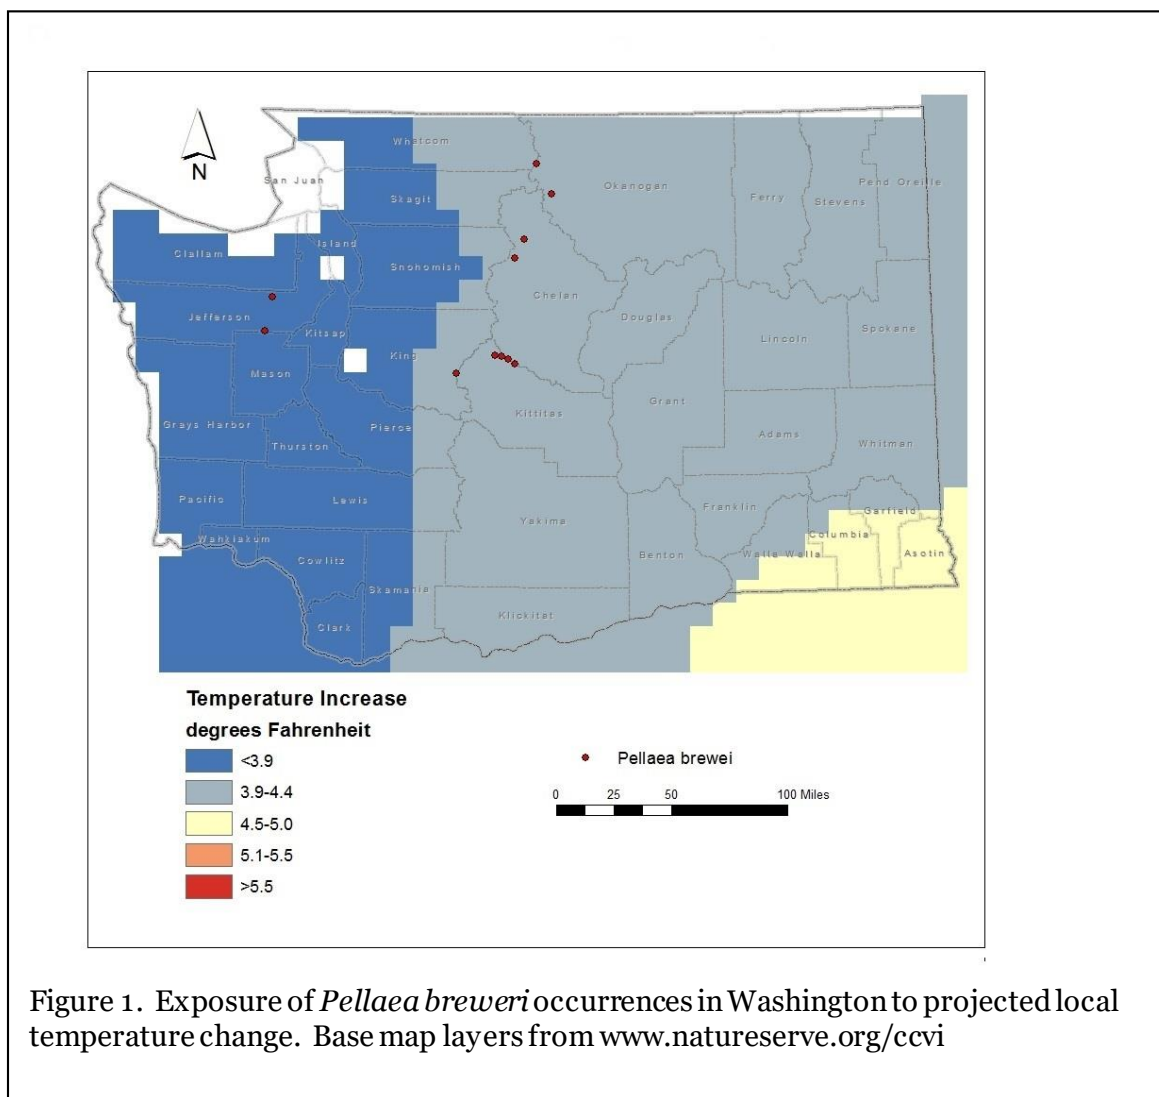 N
Whatcom
San Juan
Okanogan
Pend Oreille
Skagit
Ferry
Stevens
Island
Clallam
Snohomish
Chelan
Jefferson
Douglas
Kitsap
Lincoln
Spokane
King
Mason
Grant
Kittitas
Grays Harbor
Pierce
Adams
Whitman
Thurston
Pacific
Lewis
Franklin
Garfield
Yakima
Columbia
Wahkiakum
Benton
Walla Walla
Asotin
Cowlitz
Skamania
Klickitat
Clark
Temperature Increase
degrees Fahrenheit
<3.9
3.9-4.4
4.5-5.0
5.1-5.5
>5.5
Pellaea brewei
0 25 50 100 Miles
Figure 1. Exposure of Pellaea breweri occurrences in Washington to projected local
temperature change. Base map layers from www.natureserve.org/ccvi